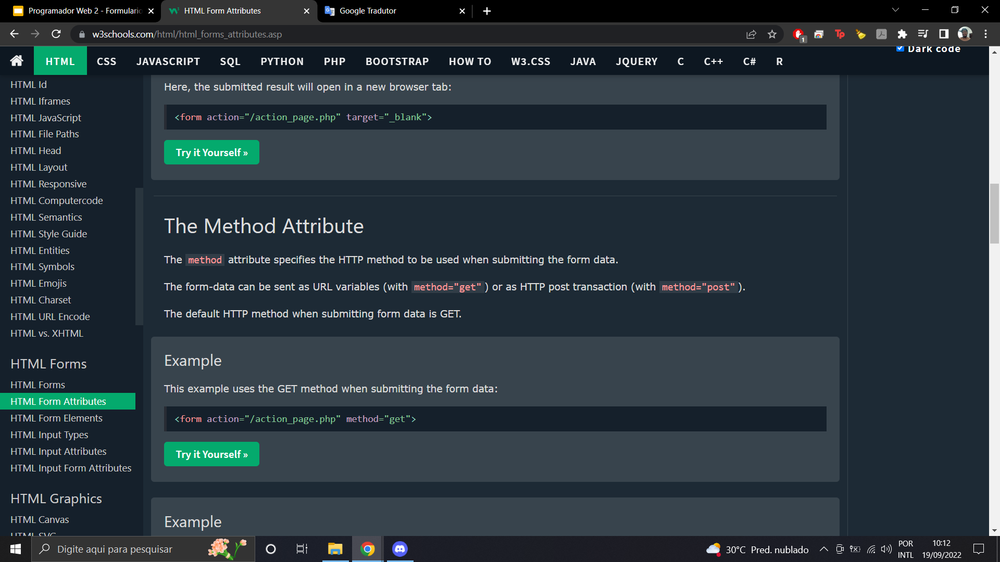 Programador Web 2 - Formulario
HTML Form Attributes
Google Tradutor
w3schools.com/html/html_forms_attributes.asp
1
Dark code
HTML CSS JAVASCRIPT SQL PYTHON PHP BOOTSTRAP HOW TO W3.CSS JAVA JQUERY C C++ C# R
HTML Id
HTML Iframes
HTML JavaScript
HTML File Paths
HTML Head
HTML Layout
HTML Responsive
HTML Computercode
HTML Semantics
HTML Style Guide
HTML Entities
HTML Symbols
HTML Emojis
HTML Charset
HTML URL Encode
HTML vs. XHTML
HTML Forms
HTML Forms
HTML Form Attributes
HTML Form Elements
HTML Input Types
HTML Input Attributes
HTML Input Form Attributes
HTML Graphics
HTML Canvas
HTML SVG
Here, the submitted result will open in a new browser tab:
<form action="/action_page.php" target="_blank">
Try it Yourself »
The Method Attribute
The method attribute specifies the HTTP method to be used when submitting the form data.
The form-data can be sent as URL variables (with method="get" ) or as HTTP post transaction (with method="post" ).
The default HTTP method when submitting form data is GET.
Example
This example uses the GET method when submitting the form data:
<form action="/action_page.php" method="get">
Try it Yourself »
Example
Digite aqui para pesquisar
30°C Pred. nublado
POR
INTL
10:12
19/09/2022